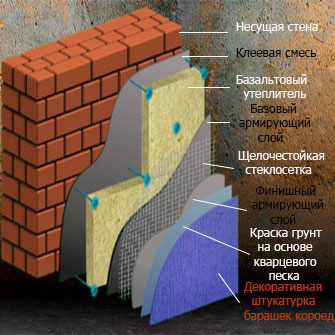 Несущая стена
Клеевая смесь
Базальтовый
утеплитель
Базовый
армирующий
слой
Щелочестойкая
стеклосетка
Финишный
армирующий
слой
Краска грунт
на основе
кварцевого
песка
Декоративная
штукатурка
барашек короед